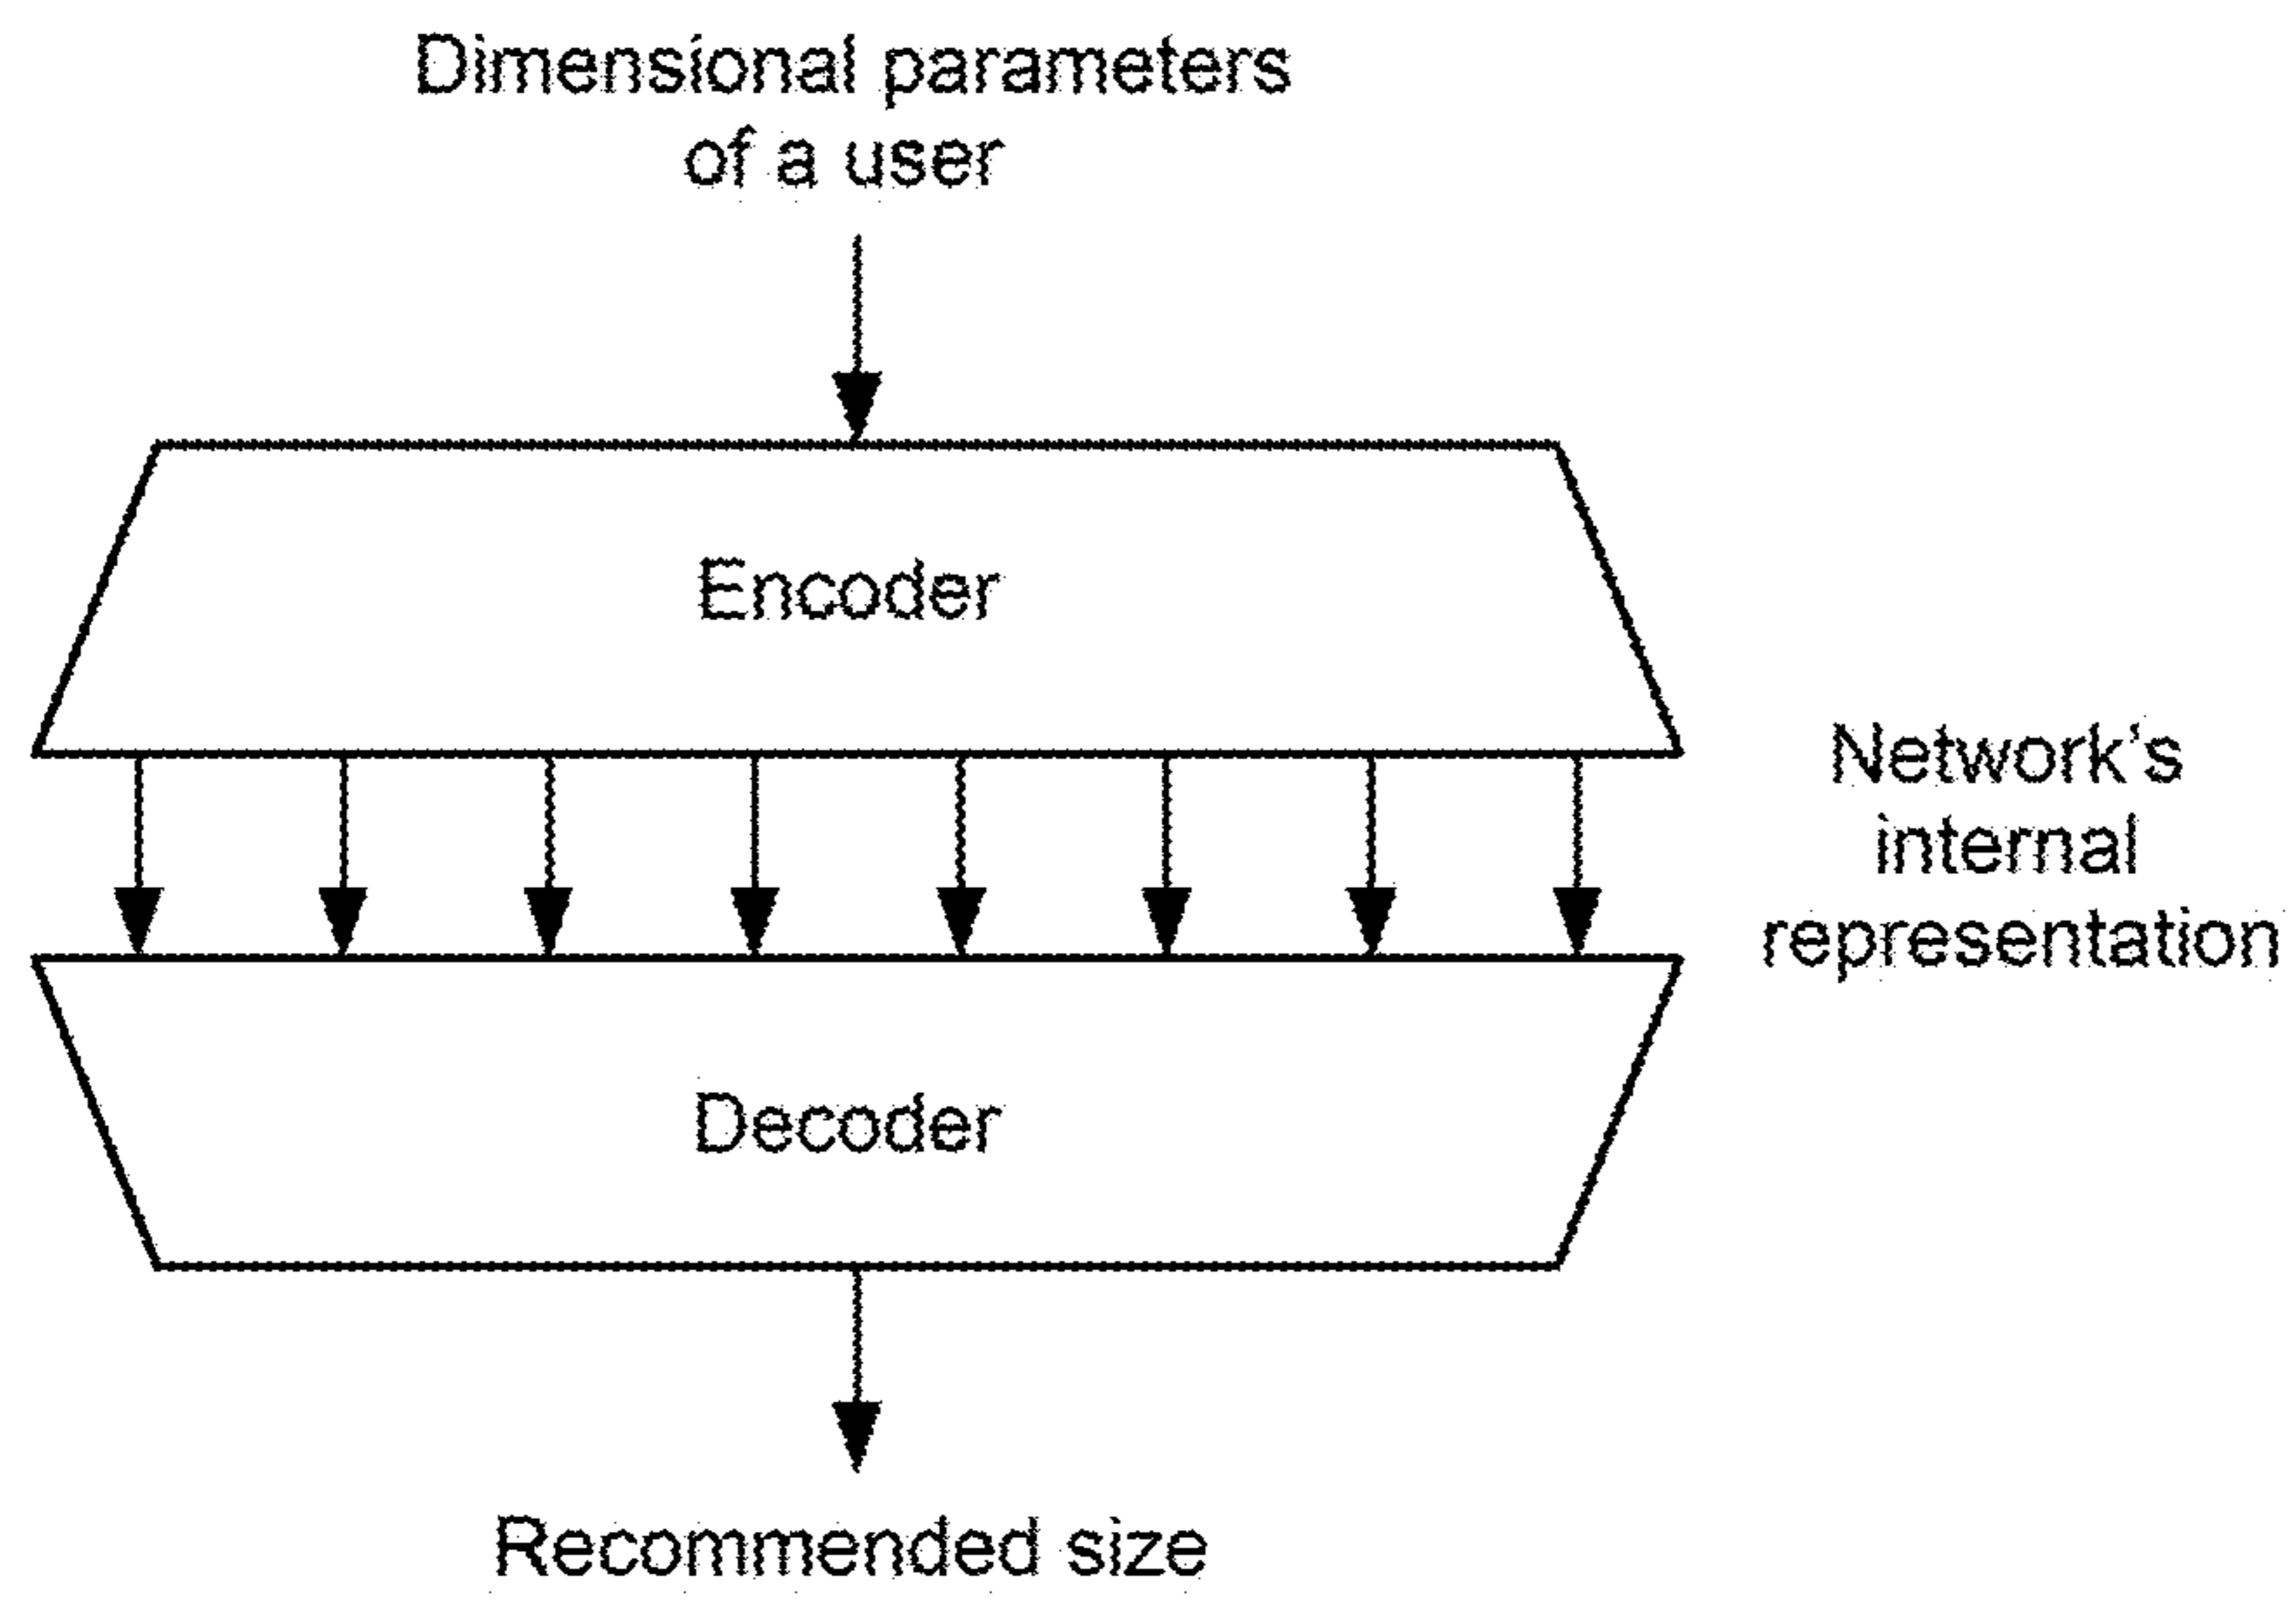 Dimensional parameters
of a user
Encoder
Network's
internal
representation
Decoder
Recommended size